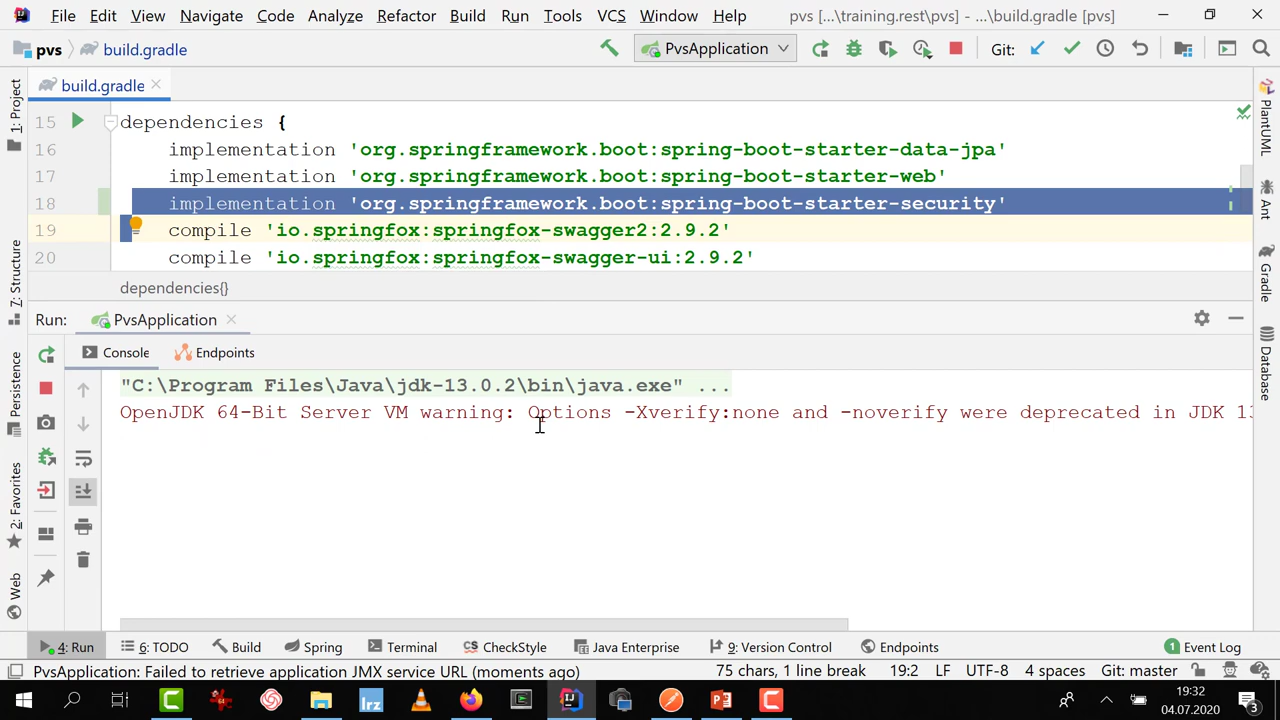 File Edit View Navigate Code Analyze Refactor Build Run Tools VCS Window Help pvs [...\training.rest\pvs] - ...\build.gradle [pvs]
pvs build.gradle PvsApplication Git:
build.gradle
1: Project
7: Structure
Persistence
2: Favorites
Web
15 dependencies {
16 implementation 'org.springframework.boot:spring-boot-starter-data-jpa'
17 implementation 'org.springframework.boot:spring-boot-starter-web'
18 implementation 'org.springframework.boot:spring-boot-starter-security'
19 compile 'io.springfox:springfox-swagger2:2.9.2'
20 compile 'io.springfox:springfox-swagger-ui:2.9.2'
dependencies{}
PlantUML
Ant
Gradle
Database
Run: PvsApplication
Console Endpoints
"C:\Program Files\Java\jdk-13.0.2\bin\java.exe" ...
OpenJDK 64-Bit Server VM warning: Options -Xverify:none and -noverify were deprecated in JDK 13
4: Run 6: TODO Build Spring Terminal CheckStyle Java Enterprise 9: Version Control Endpoints 1 Event Log
PvsApplication: Failed to retrieve application JMX service URL (moments ago) 75 chars, 1 line break 19:2 LF UTF-8 4 spaces Git: master
lrz
19:32
04.07.2020
3